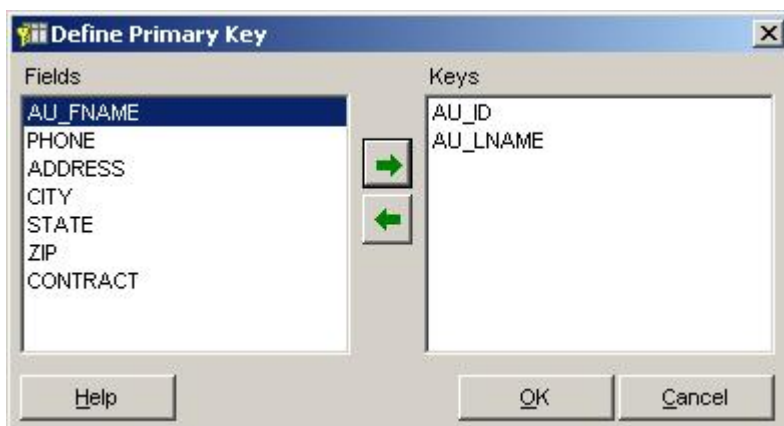 Define Primary Key
Fields
AU_FNAME
PHONE
ADDRESS
CITY
STATE
ZIP
CONTRACT
Keys
AU_ID
AU_LNAME
Help
OK
Cancel